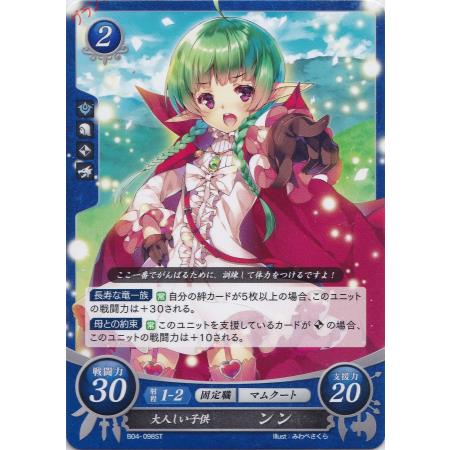 2
ここ一番でがんばるために、訓練して体力をつけるですよ！
長寿な竜一族 常 自分の絆カードが5枚以上の場合、このユニット
の戦闘力は+30される。
母との約束 常 このユニットを支援しているカードが の場合、
このユニットの戦闘力は+10される。
戦闘力 30 射程 1-2 固定職 マムクート 支援力 20
大人しい子供 ンン
B04-098ST Illust：みわべさくら